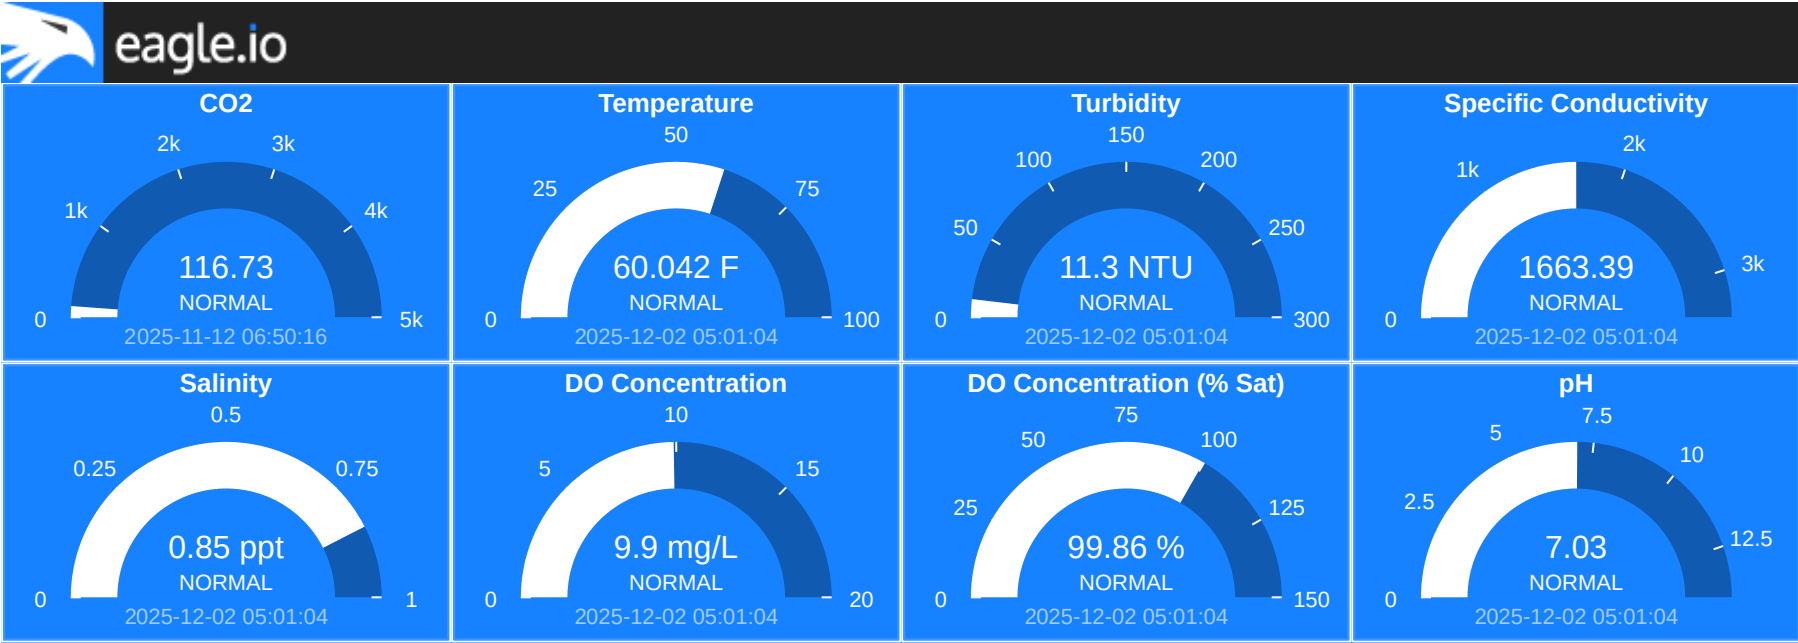 eagle.io
CO2
2k
3k
1k
4k
116.73
NORMAL
0
5k
2025-11-12 06:50:16
Temperature
50
25
75
60.042 F
NORMAL
0
100
2025-12-02 05:01:04
Turbidity
150
100
200
50
250
11.3 NTU
NORMAL
0
300
2025-12-02 05:01:04
Specific Conductivity
2k
1k
3k
1663.39
NORMAL
0
2025-12-02 05:01:04
Salinity
0.5
0.25
0.75
0.85 ppt
NORMAL
0
1
2025-12-02 05:01:04
DO Concentration
10
5
15
9.9 mg/L
NORMAL
0
20
2025-12-02 05:01:04
DO Concentration (% Sat)
75
50
100
25
125
99.86 %
NORMAL
0
150
2025-12-02 05:01:04
pH
7.5
5
10
2.5
12.5
7.03
NORMAL
0
2025-12-02 05:01:04